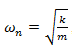 ωₙ = √(k/m)